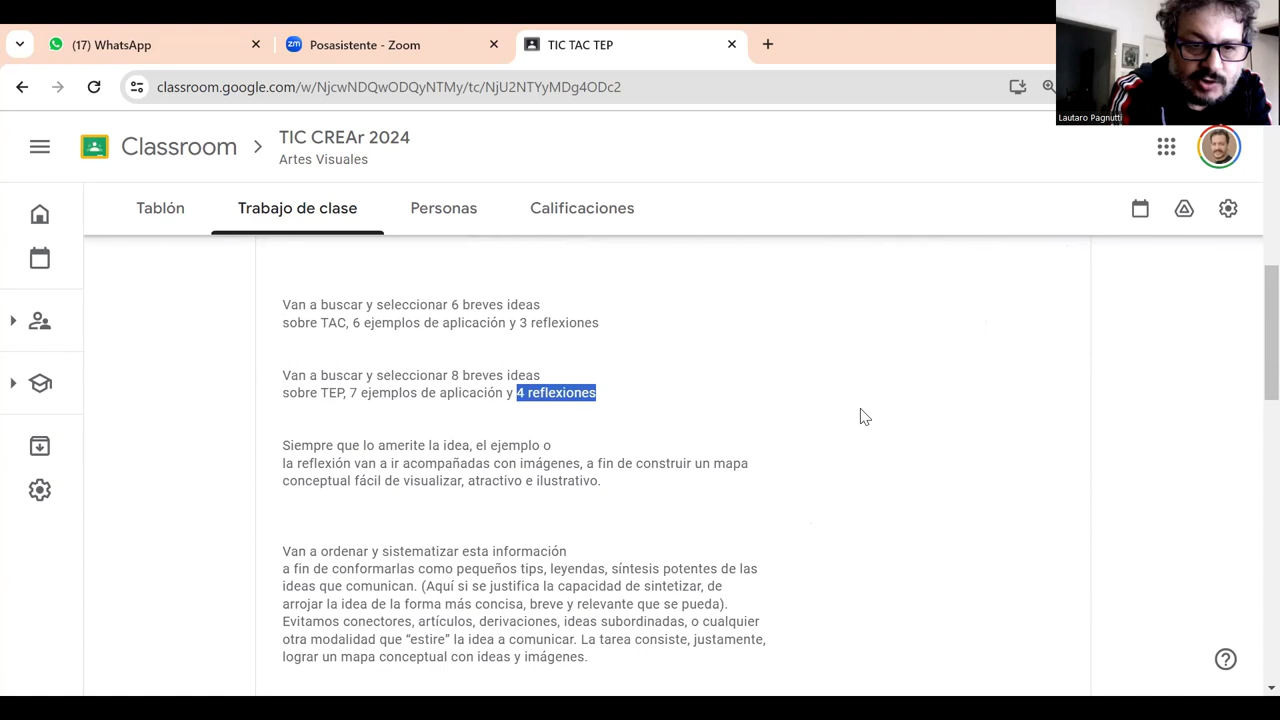 (17) WhatsApp
Posasistente - Zoom
TIC TAC TEP
classroom.google.com/w/NjcwNDQwODQyNTMy/tc/NjU2NTYyMDg4ODc2
Lautaro Pagnutti
Classroom
TIC CREAr 2024
Artes Visuales
Tablón
Trabajo de clase
Personas
Calificaciones
Van a buscar y seleccionar 6 breves ideas
sobre TAC, 6 ejemplos de aplicación y 3 reflexiones
Van a buscar y seleccionar 8 breves ideas
sobre TEP, 7 ejemplos de aplicación y 4 reflexiones
Siempre que lo amerite la idea, el ejemplo o
la reflexión van a ir acompañadas con imágenes, a fin de construir un mapa
conceptual fácil de visualizar, atractivo e ilustrativo.
Van a ordenar y sistematizar esta información
a fin de conformarlas como pequeños tips, leyendas, síntesis potentes de las
ideas que comunican. (Aquí si se justifica la capacidad de sintetizar, de
arrojar la idea de la forma más concisa, breve y relevante que se pueda).
Evitamos conectores, artículos, derivaciones, ideas subordinadas, o cualquier
otra modalidad que “estire” la idea a comunicar. La tarea consiste, justamente,
lograr un mapa conceptual con ideas y imágenes.